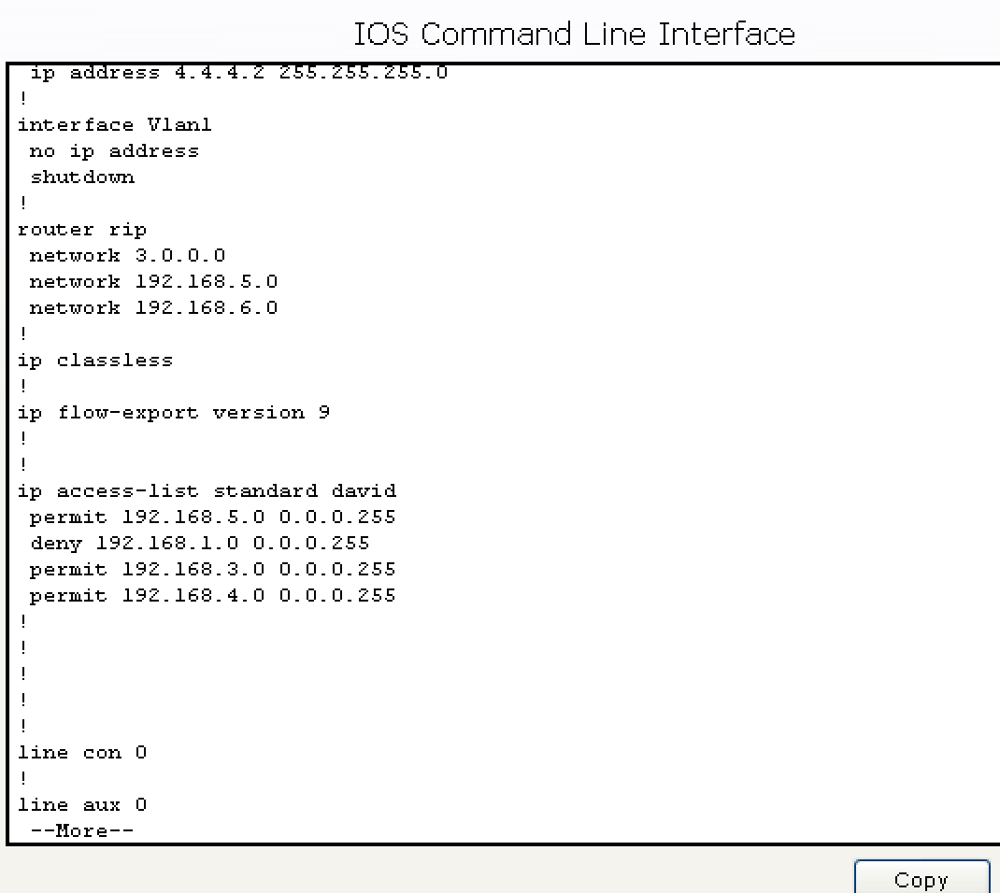 IOS Command Line Interface
ip address 4.4.4.2 255.255.255.0
!
interface Vlan1
 no ip address
 shutdown
!
router rip
 network 3.0.0.0
 network 192.168.5.0
 network 192.168.6.0
!
ip classless
!
ip flow-export version 9
!
!
ip access-list standard david
 permit 192.168.5.0 0.0.0.255
 deny 192.168.1.0 0.0.0.255
 permit 192.168.3.0 0.0.0.255
 permit 192.168.4.0 0.0.0.255
!
!
!
!
!
line con 0
!
line aux 0
 --More--
Copy